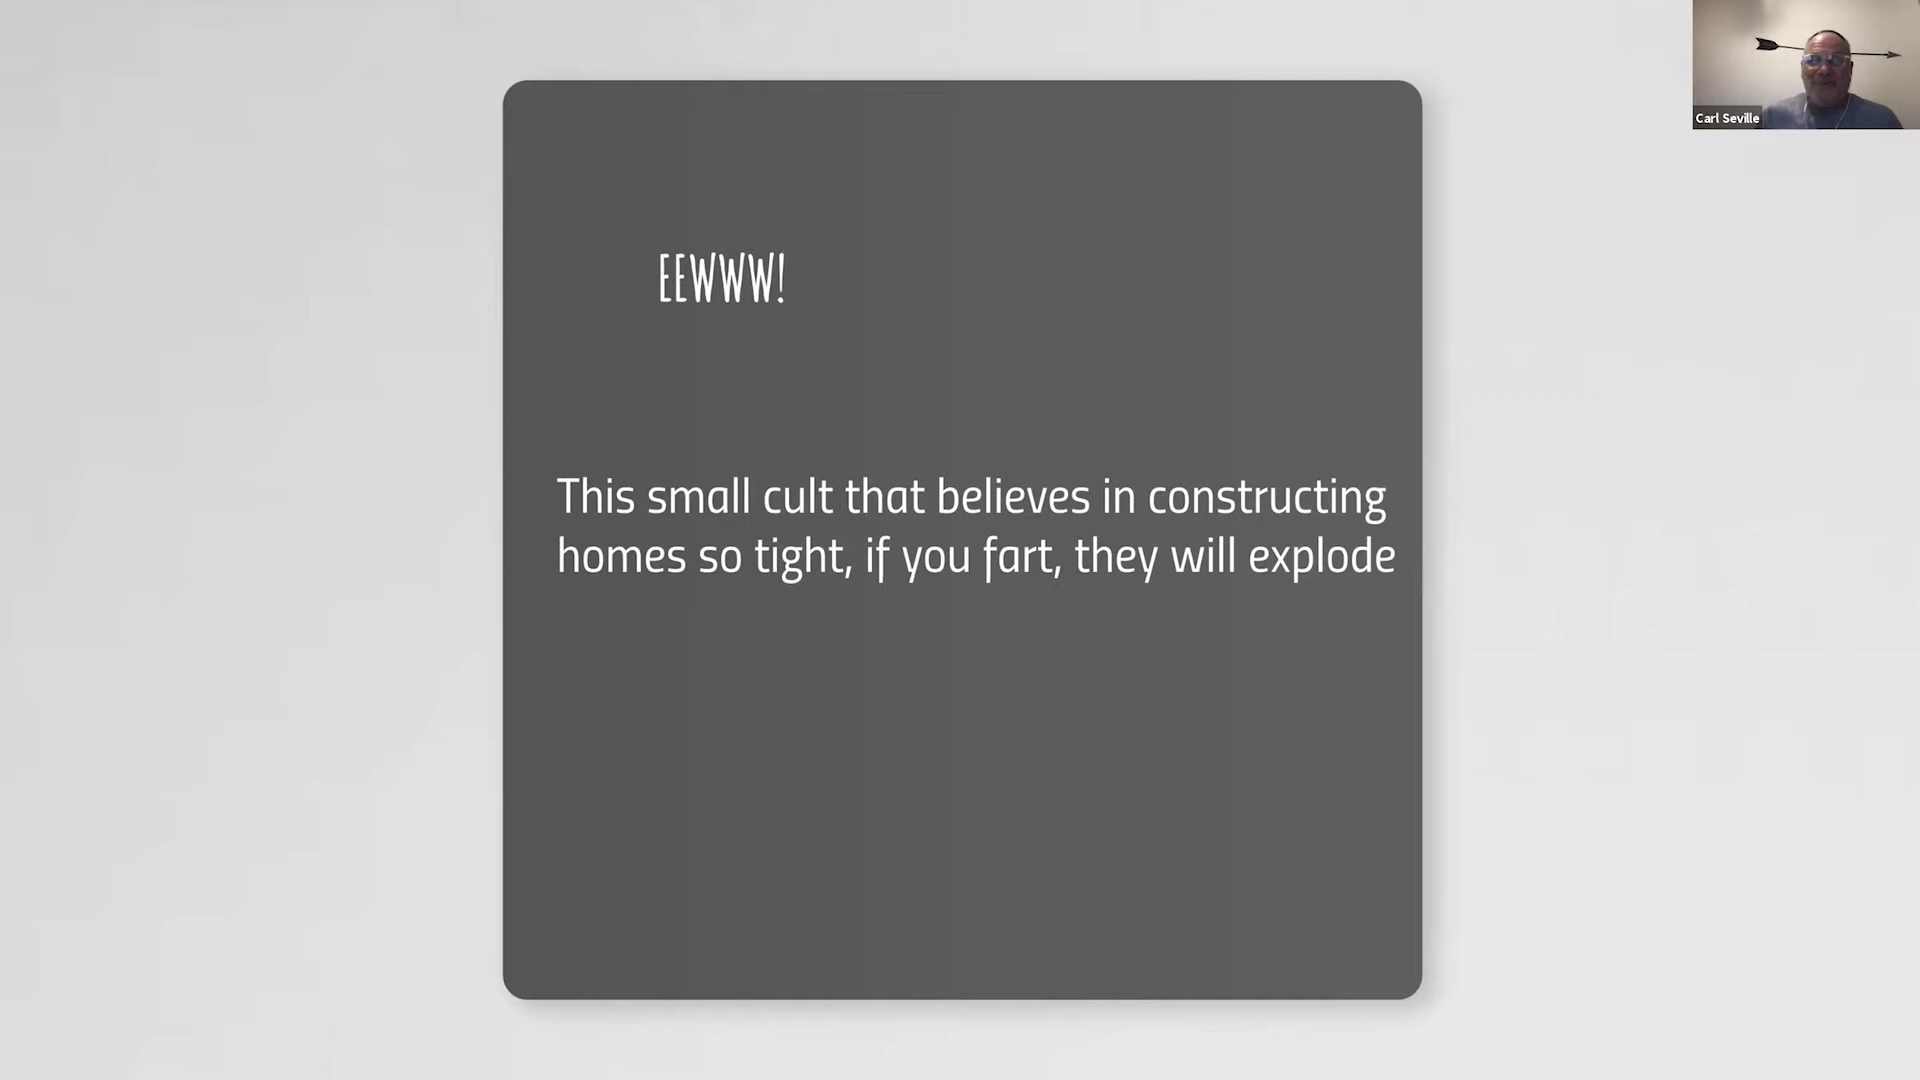 Carl Seville
EEWWW!
This small cult that believes in constructing
homes so tight, if you fart, they will explode